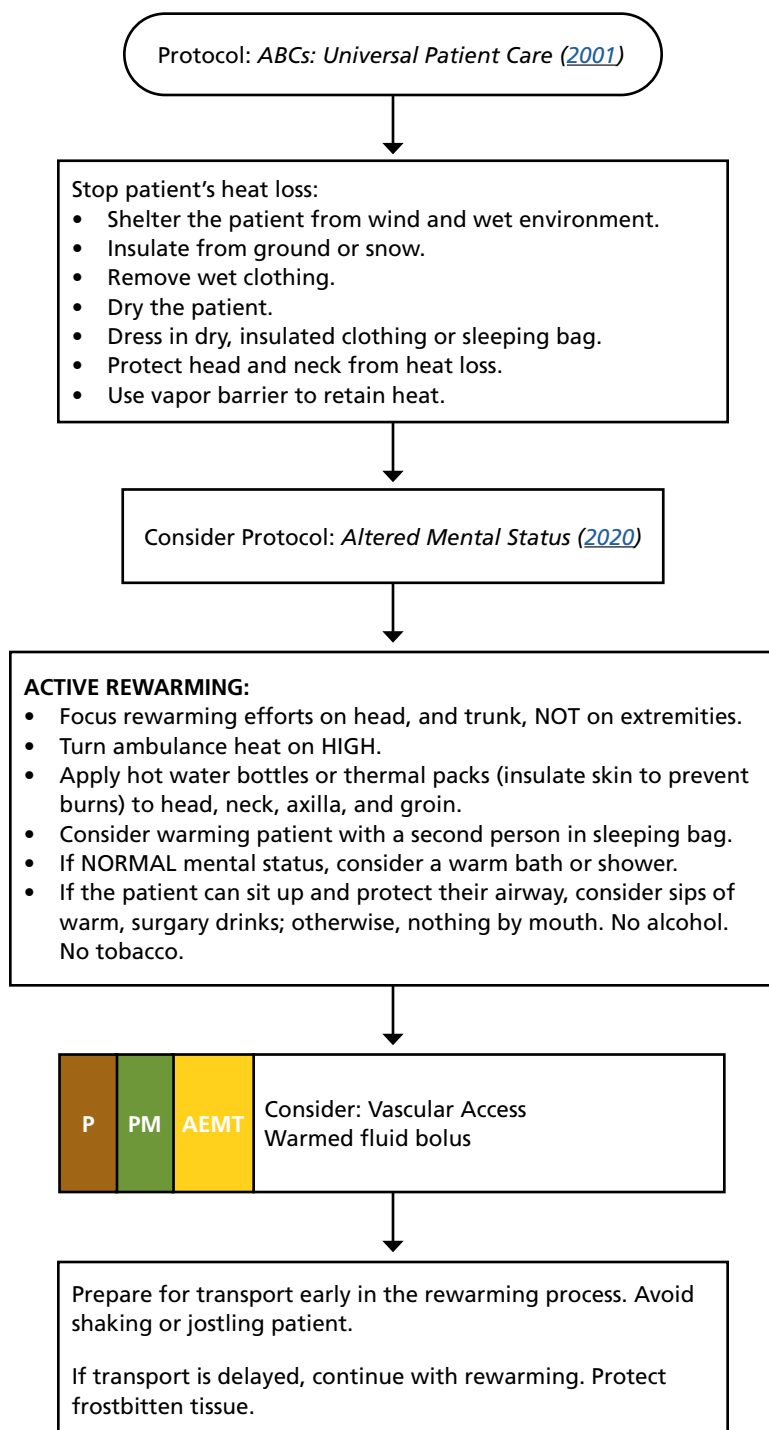 Protocol: ABCs: Universal Patient Care (2001)
Stop patient's heat loss:
• Shelter the patient from wind and wet environment.
• Insulate from ground or snow.
• Remove wet clothing.
• Dry the patient.
• Dress in dry, insulated clothing or sleeping bag.
• Protect head and neck from heat loss.
• Use vapor barrier to retain heat.
Consider Protocol: Altered Mental Status (2020)
ACTIVE REWARMING:
• Focus rewarming efforts on head, and trunk, NOT on extremities.
• Turn ambulance heat on HIGH.
• Apply hot water bottles or thermal packs (insulate skin to prevent
burns) to head, neck, axilla, and groin.
• Consider warming patient with a second person in sleeping bag.
• If NORMAL mental status, consider a warm bath or shower.
• If the patient can sit up and protect their airway, consider sips of
warm, surgary drinks; otherwise, nothing by mouth. No alcohol.
No tobacco.
P PM AEMT
Consider: Vascular Access
Warmed fluid bolus
Prepare for transport early in the rewarming process. Avoid
shaking or jostling patient.
If transport is delayed, continue with rewarming. Protect
frostbitten tissue.